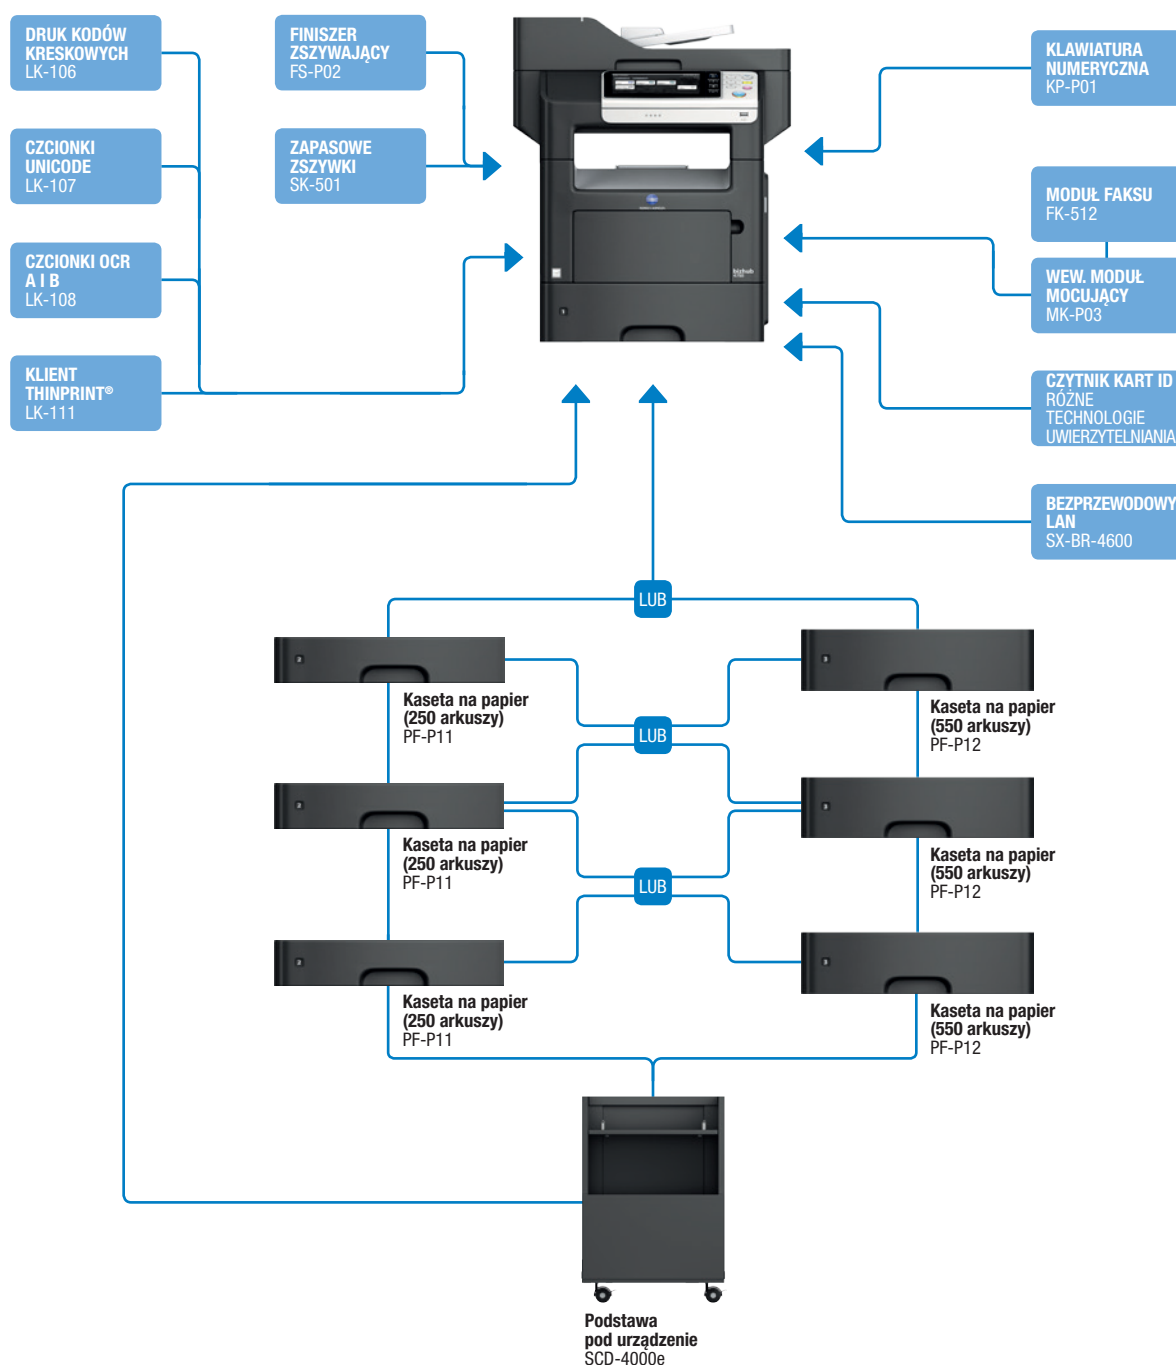 DRUK KODÓW
KRESKOWYCH
LK-106
CZCIONKI
UNICODE
LK-107
CZCIONKI OCR
A I B
LK-108
KLIENT
THINPRINT®
LK-111
FINISZER
ZSZYWAJĄCY
FS-P02
ZAPASOWE
ZSZYWKI
SK-501
bizhub
KLAWIATURA
NUMERYCZNA
KP-P01
MODUŁ FAKSU
FK-512
WEW. MODUŁ
MOCUJĄCY
MK-P03
CZYTNIK KART ID
RÓŻNE
TECHNOLOGIE
UWIERZYTELNIANIA
BEZPRZEWODOWY
LAN
SX-BR-4600
LUB
Kaseta na papier
(250 arkuszy)
PF-P11
Kaseta na papier
(550 arkuszy)
PF-P12
LUB
Kaseta na papier
(250 arkuszy)
PF-P11
Kaseta na papier
(550 arkuszy)
PF-P12
LUB
Kaseta na papier
(250 arkuszy)
PF-P11
Kaseta na papier
(550 arkuszy)
PF-P12
Podstawa
pod urządzenie
SCD-4000e